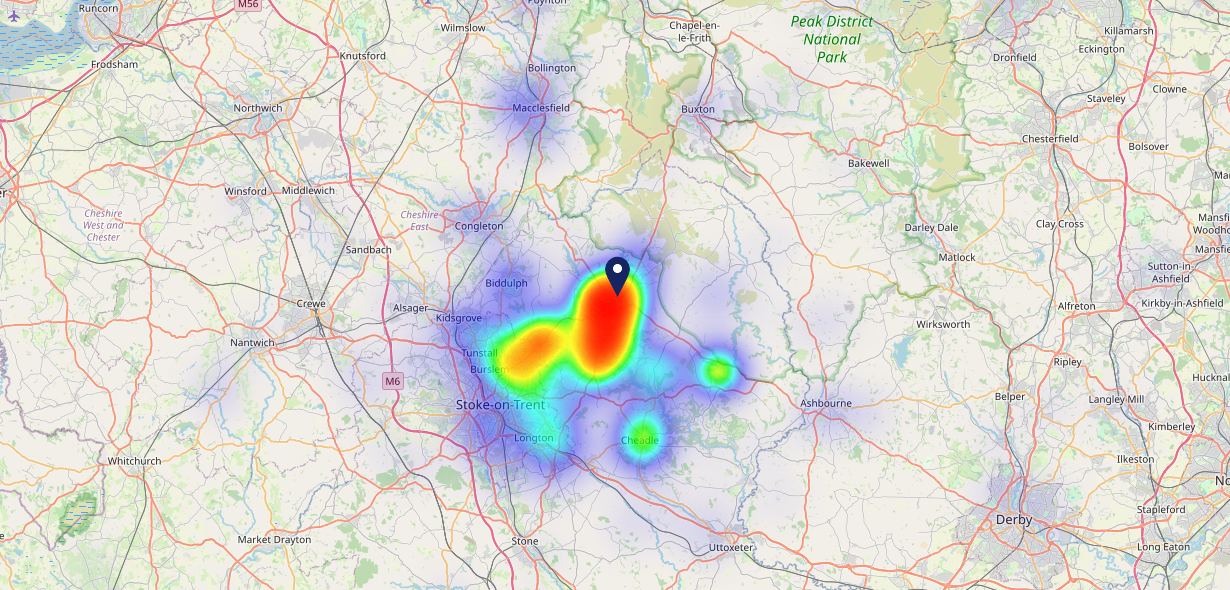 M56
Runcorn
Poynton
Wilmslow
Chapel-en-
le-Frith
Peak District
National
Park
Killamarsh
Eckington
Dronfield
Frodsham
Knutsford
Bollington
Clowne
Staveley
Northwich
Macclesfield
Buxton
Chesterfield
Bolsover
Bakewell
Winsford
Middlewich
Cheshire
West and
Chester
Cheshire
East
Congleton
Darley Dale
Clay Cross
Sandbach
Matlock
Sutton-in-
Ashfield
Biddulph
Kirkby-in-Ashfield
Crewe
Alsager
Kidsgrove
Alfreton
Wirksworth
Nantwich
Tunstall
Burslem
Ripley
M6
Stoke-on-Trent
Ashbourne
Belper
Langley Mill
Kimberley
Longton
Cheadle
Whitchurch
Ilkeston
Stapleford
Derby
Market Drayton
Stone
Uttoxeter
Long Eaton